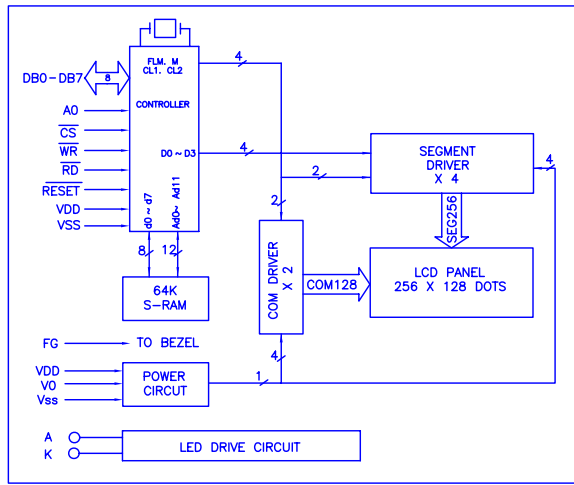 FLM. M
CL1. CL2
4
DB0-DB7
8
CONTROLLER
A0
CS
WR
D0 ~ D3
4
SEGMENT
DRIVER
X 4
4
RD
2
RESET
d0 ~ d7
Ad0~ Ad11
VDD
2
SEG256
VSS
8
12
COM DRIVER
X 2
COM128
LCD PANEL
256 X 128 DOTS
64K
S-RAM
FG
TO BEZEL
4
VDD
V0
Vss
POWER
CIRCUT
1
A
K
LED DRIVE CIRCUIT